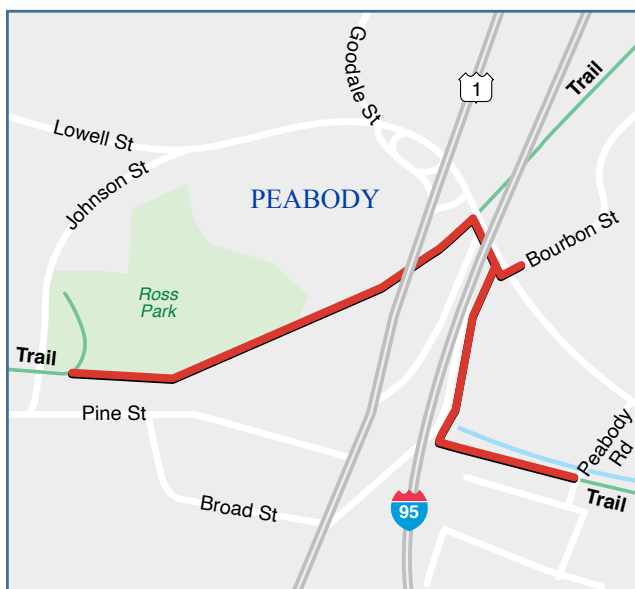 Goodale St
1
Trail
Lowell St
Johnson St
PEABODY
Bourbon St
Ross
Park
Trail
Pine St
Peabody
Rd
Broad St
95
Trail